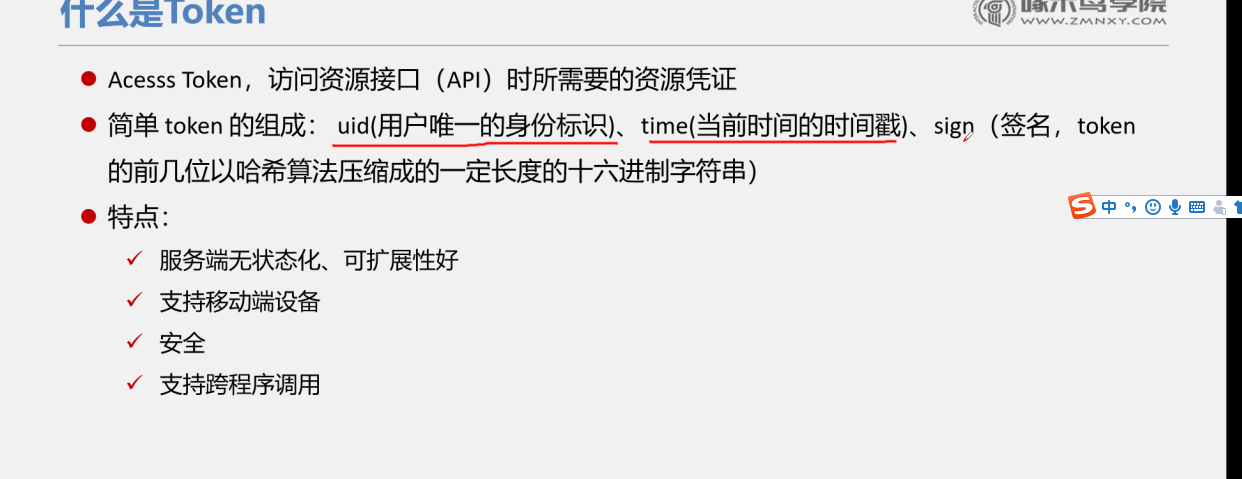 什么是Token
啄木鸟学院
WWW.ZMNXY.COM
Acesss Token，访问资源接口（API）时所需要的资源凭证
简单 token 的组成： uid(用户唯一的身份标识)、time(当前时间的时间戳)、sign（签名，token
的前几位以哈希算法压缩成的一定长度的十六进制字符串）
特点：
服务端无状态化、可扩展性好
支持移动端设备
安全
支持跨程序调用
S 中